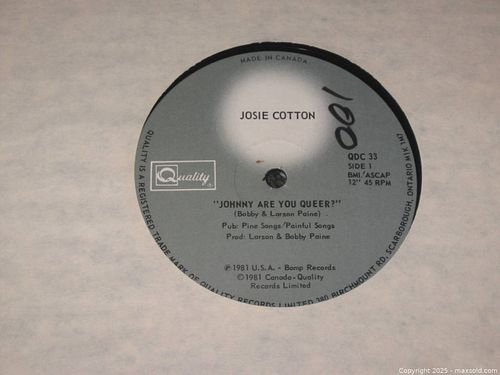 MADE IN CANADA
JOSIE COTTON
001
Quality
QDC 33
SIDE 1
BMI/ASCAP
12" 45 RPM
"JOHNNY ARE YOU QUEER?"
(Bobby & Larson Paine)
Pub: Pine Songs/Painful Songs
Prod: Larson & Bobby Paine
℗1981 U.S.A. - Bomp Records
©1981 Canada-Quality
Records Limited
QUALITY IS A REGISTERED TRADE MARK OF QUALITY RECORDS LIMITED 380 BIRCHMOUNT RD, SCARBOROUGH, ONTARIO M1K 1M7
Copyright 2025 - maxsold.com